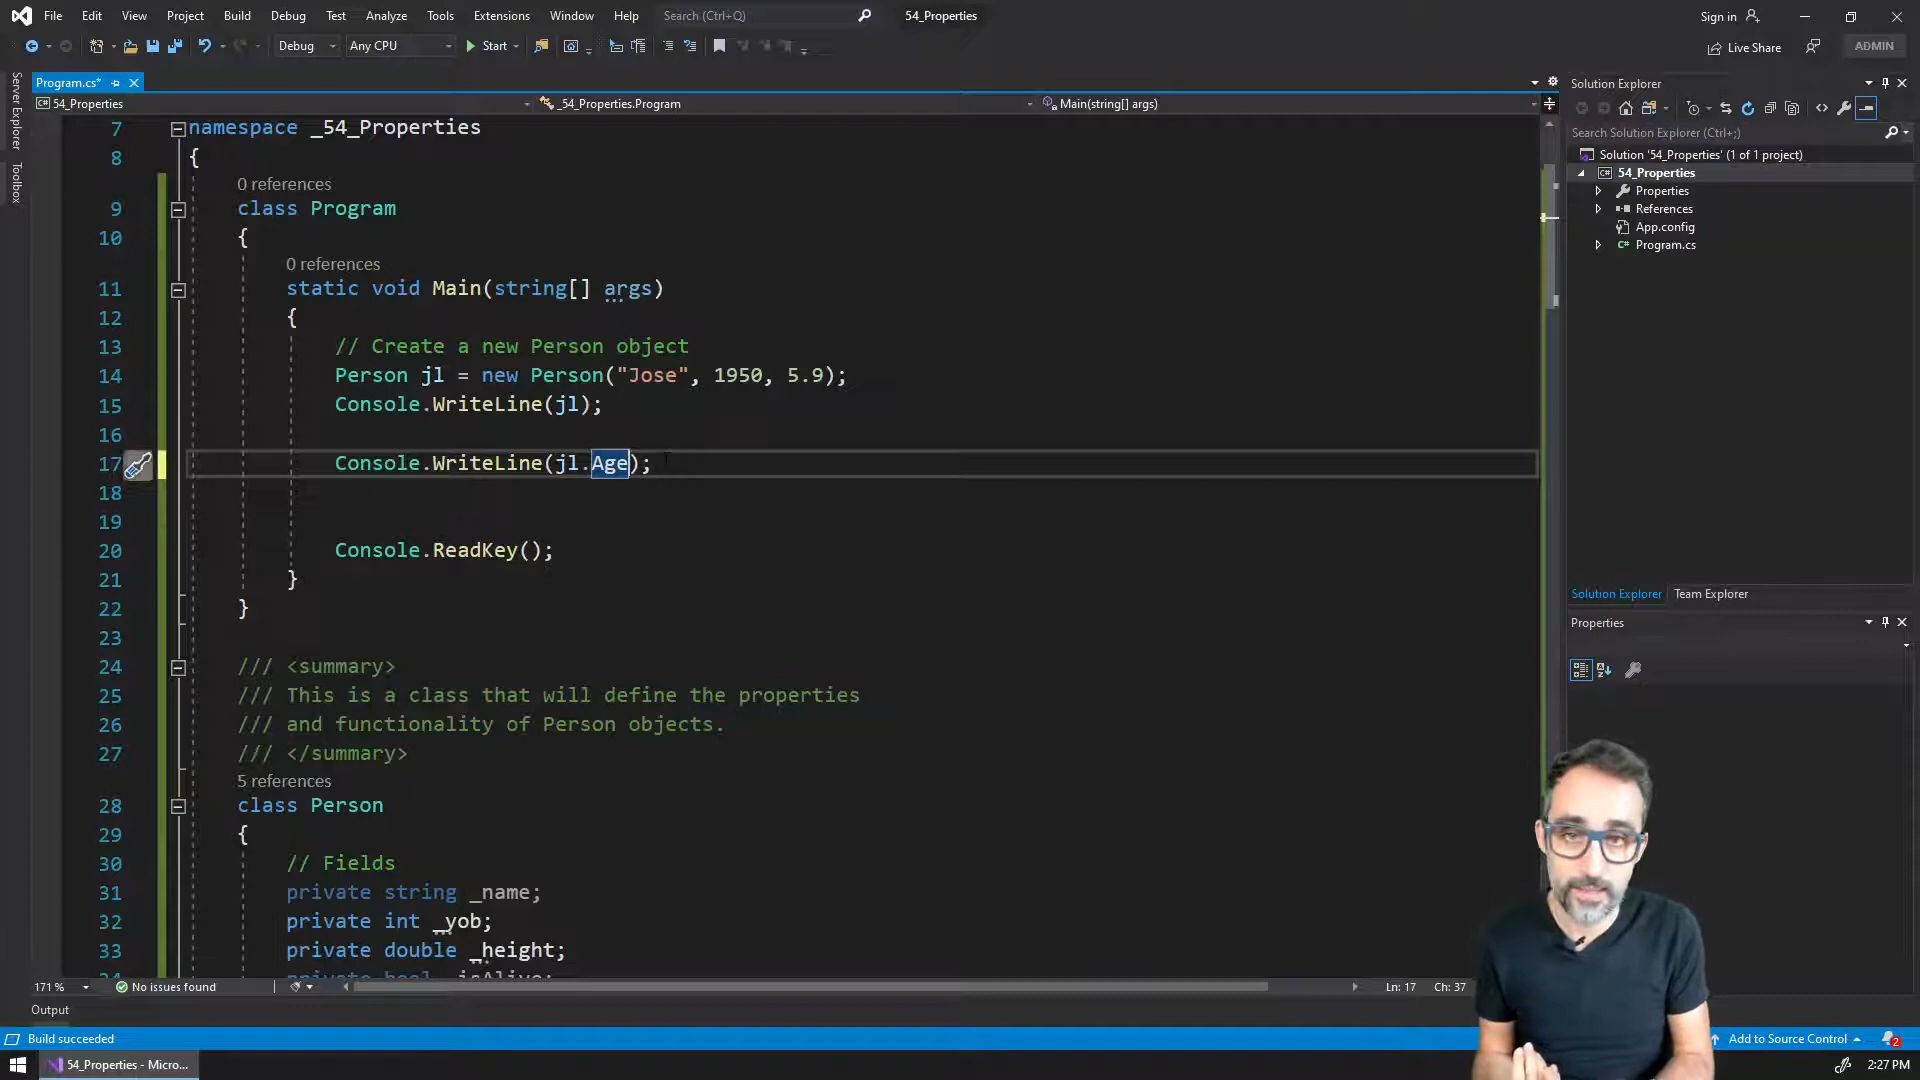 File Edit View Project Build Debug Test Analyze Tools Extensions Window Help Search (Ctrl+Q) 54_Properties Sign in
Debug Any CPU Start Live Share ADMIN
Server Explorer
Toolbox
Program.cs*
54_Properties _54_Properties.Program Main(string[] args)
7 namespace _54_Properties
8 {
0 references
9 class Program
10 {
0 references
11 static void Main(string[] args)
12 {
13 // Create a new Person object
14 Person jl = new Person("Jose", 1950, 5.9);
15 Console.WriteLine(jl);
16
17 Console.WriteLine(jl.Age);
18
19
20 Console.ReadKey();
21 }
22 }
23
24 /// <summary>
25 /// This is a class that will define the properties
26 /// and functionality of Person objects.
27 /// </summary>
5 references
28 class Person
29 {
30 // Fields
31 private string _name;
32 private int _yob;
33 private double _height;
34 private bool _isAlive;
171 % No issues found Ln: 17 Ch: 37
Output
Build succeeded
Add to Source Control 2
54_Properties - Micro...
2:27 PM
Solution Explorer
Search Solution Explorer (Ctrl+;)
Solution '54_Properties' (1 of 1 project)
54_Properties
Properties
References
App.config
Program.cs
Solution Explorer Team Explorer
Properties